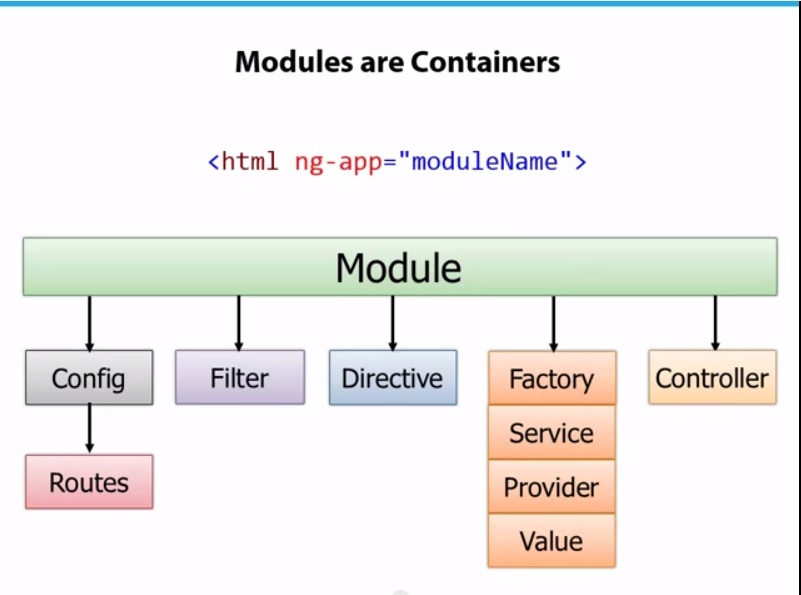 Modules are Containers
<html ng-app="moduleName">
Module
Config
Filter
Directive
Factory
Controller
Service
Routes
Provider
Value